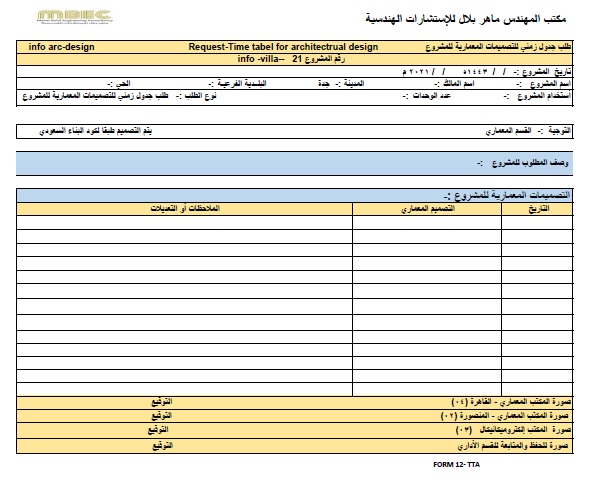 MBEC
مكتب المهندس ماهر بلال للإستشارات الهندسية
طلب جدول زمني للتصميمات المعمارية للمشروع Request-Time tabel for architectrual design info arc-design
رقم المشروع 21 --info -villa
تاريخ المشروع :- / / ١٤٤٣ه / / ٢٠٢١ م
اسم المشروع :- اسم المالك :- المدينة :- جدة البلدية الفرعية:- الحي :-
أستخدام المشروع :- عدد الوحدات :- نوع الطلب :- طلب جدول زمني للتصميمات المعمارية للمشروع
التوجية :- القسم المعماري يتم التصميم طبقا لكود البناء السعودي
وصف المطلوب للمشروع :-
التصميمات المعمارية للمشروع :-
التاريخ التصميم المعماري الملاحظات أو التعديلات
صورة المكتب المعماري - القاهرة (٠٤) التوقيع
صورة المكتب المعماري - المنصورة (٠٢) التوقيع
صورة المكتب إلكتروميكانيكال (٠٣) التوقيع
صورة للحفظ والمتابعة للقسم الأداري التوقيع
FORM 12- TTA